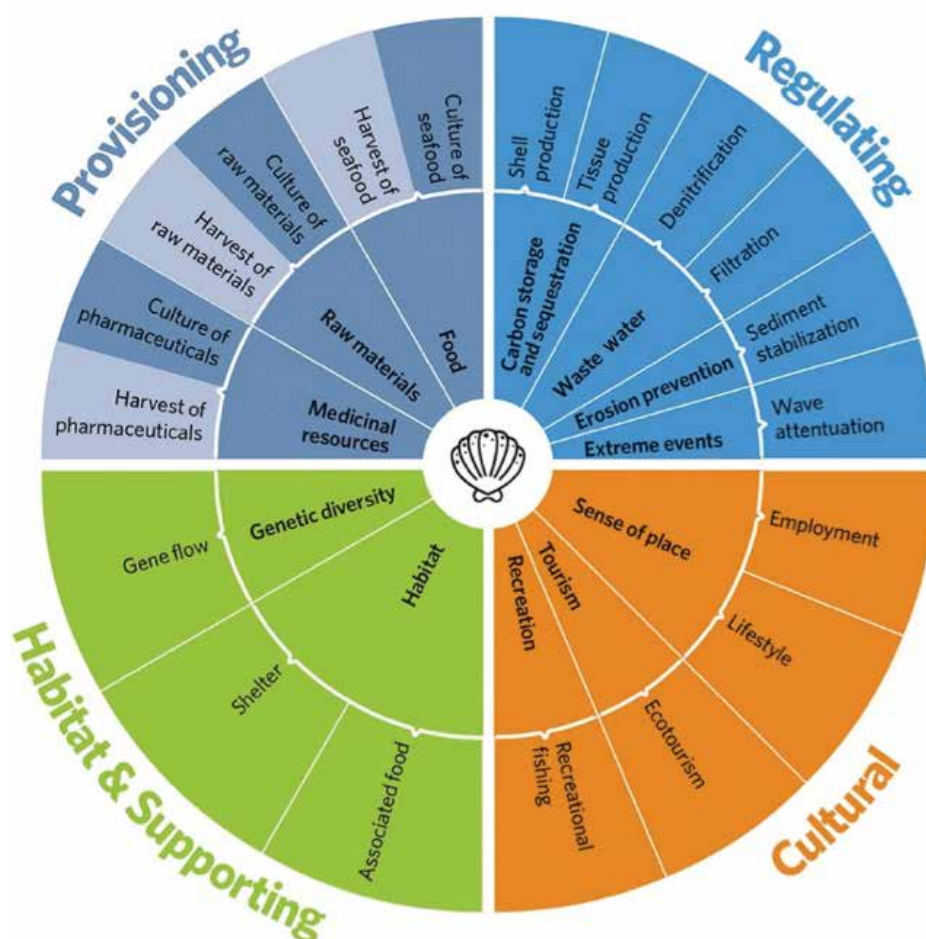 Provisioning
Culture of
seafood
Harvest of
seafood
Culture of
raw materials
Harvest of
raw materials
Culture of
pharmaceuticals
Harvest of
pharmaceuticals
Food
Raw materials
Medicinal
resources
Regulating
Shell
production
Tissue
production
Denitrification
Filtration
Sediment
stabilization
Wave
attentuation
Carbon storage
and sequestration
Waste water
Erosion prevention
Extreme events
Habitat & Supporting
Genetic diversity
Habitat
Gene flow
Shelter
Associated food
Cultural
Sense of place
Tourism
Recreation
Employment
Lifestyle
Ecotourism
Recreational
fishing